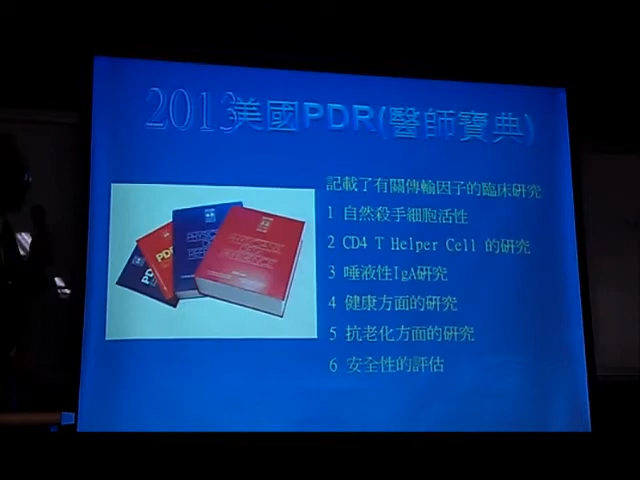 2013美國PDR(醫師寶典)
記載了有關傳輸因子的臨床研究
1 自然殺手細胞活性
2 CD4 T Helper Cell 的研究
3 唾液性IgA研究
4 健康方面的研究
5 抗老化方面的研究
6 安全性的評估
PDR